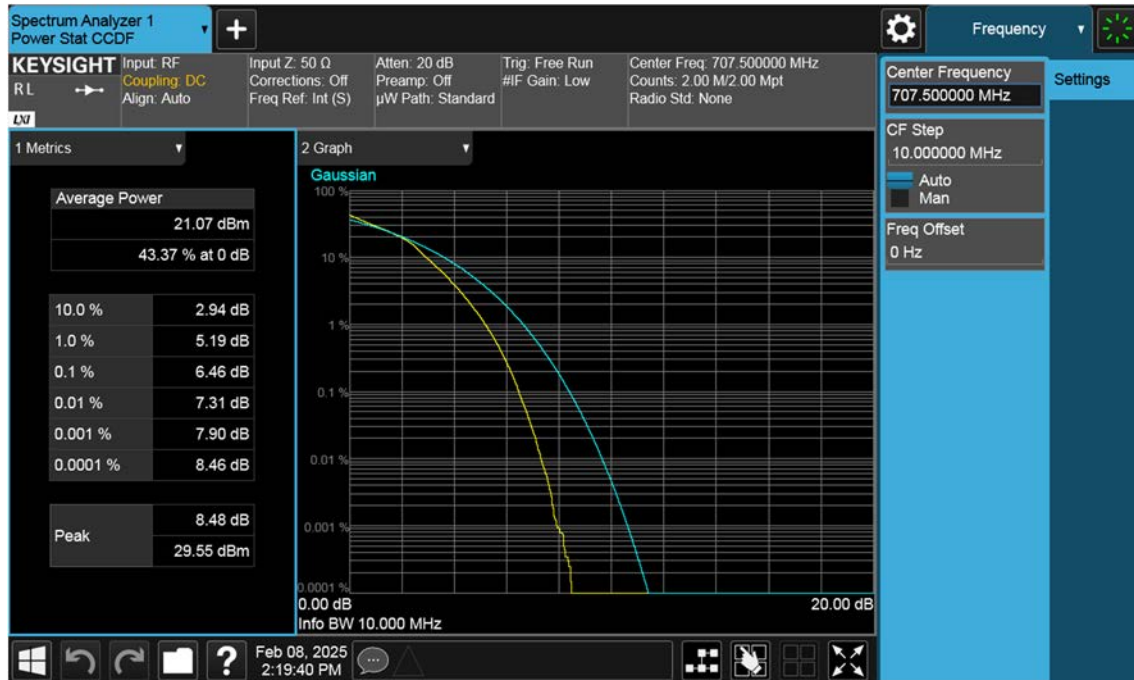 Spectrum Analyzer 1
Power Stat CCDF
Frequency
KEYSIGHT
RL
LXI
Input: RF
Coupling: DC
Align: Auto
Input Z: 50 Ω
Corrections: Off
Freq Ref: Int (S)
Atten: 20 dB
Preamp: Off
µW Path: Standard
Trig: Free Run
#IF Gain: Low
Center Freq: 707.500000 MHz
Counts: 2.00 M/2.00 Mpt
Radio Std: None
Center Frequency
707.500000 MHz
Settings
CF Step
10.000000 MHz
Auto
Man
Freq Offset
0 Hz
1 Metrics
Average Power
21.07 dBm
43.37 % at 0 dB
10.0 % 2.94 dB
1.0 % 5.19 dB
0.1 % 6.46 dB
0.01 % 7.31 dB
0.001 % 7.90 dB
0.0001 % 8.46 dB
Peak
8.48 dB
29.55 dBm
2 Graph
Gaussian
100 %
10 %
1 %
0.1 %
0.01 %
0.001 %
0.0001 %
0.00 dB 20.00 dB
Info BW 10.000 MHz
?
Feb 08, 2025
2:19:40 PM